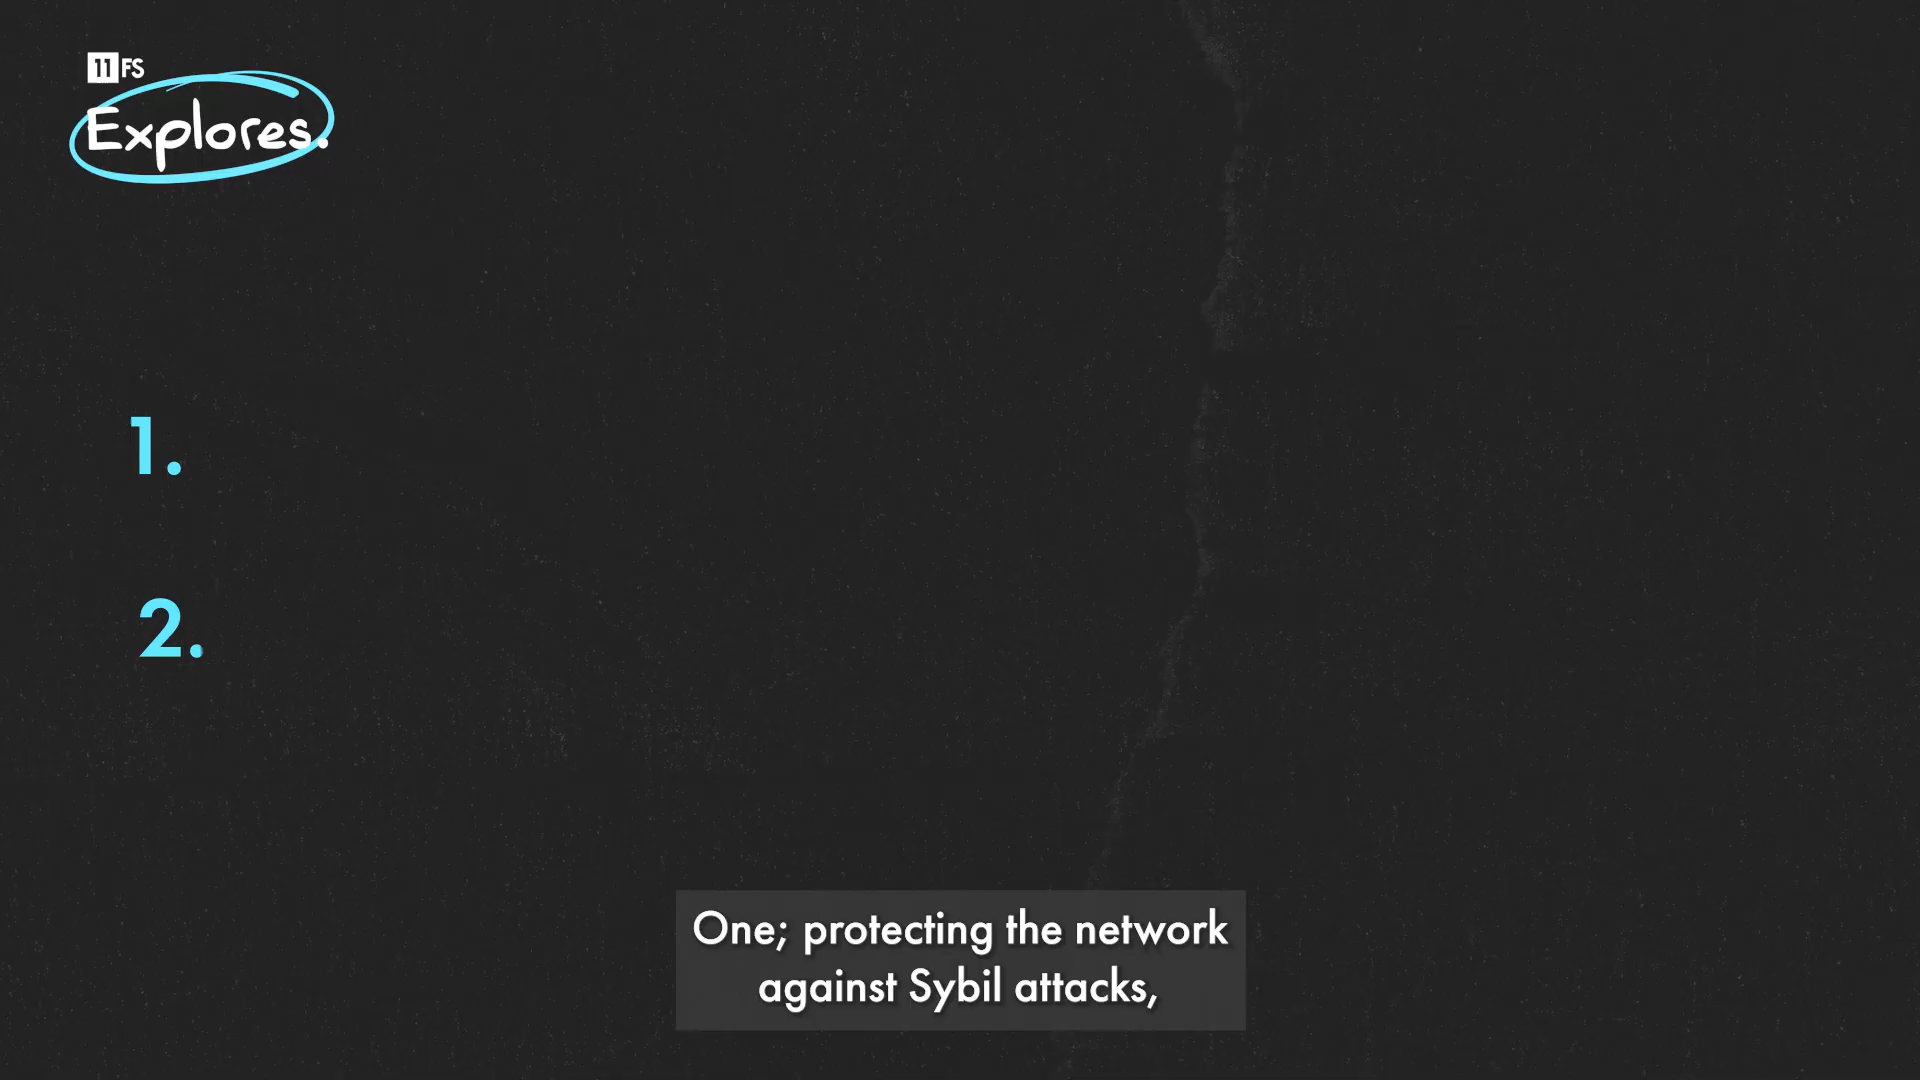 11FS
Explores.
1.
2.
One; protecting the network
against Sybil attacks,